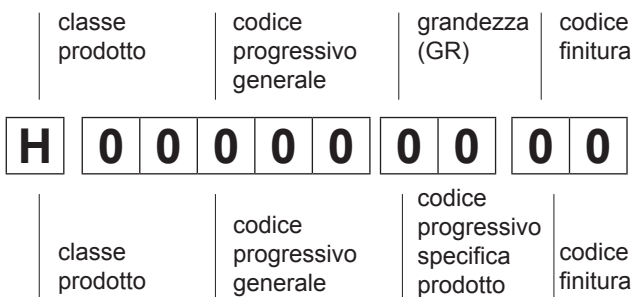 classe
prodotto
codice
progressivo
generale
grandezza
(GR)
codice
finitura
H 0 0 0 0 0 0 0 0 0
classe
prodotto
codice
progressivo
generale
codice
progressivo
specifica
prodotto
codice
finitura